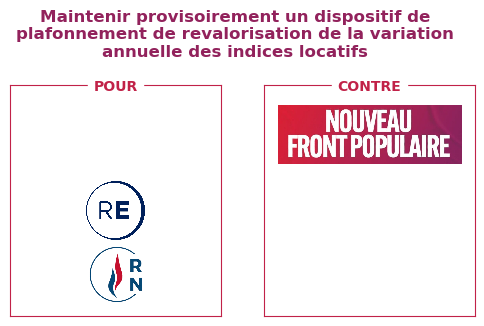 Maintenir provisoirement un dispositif de
plafonnement de revalorisation de la variation
annuelle des indices locatifs
POUR
CONTRE
NOUVEAU
FRONT POPULAIRE
RE
R
N